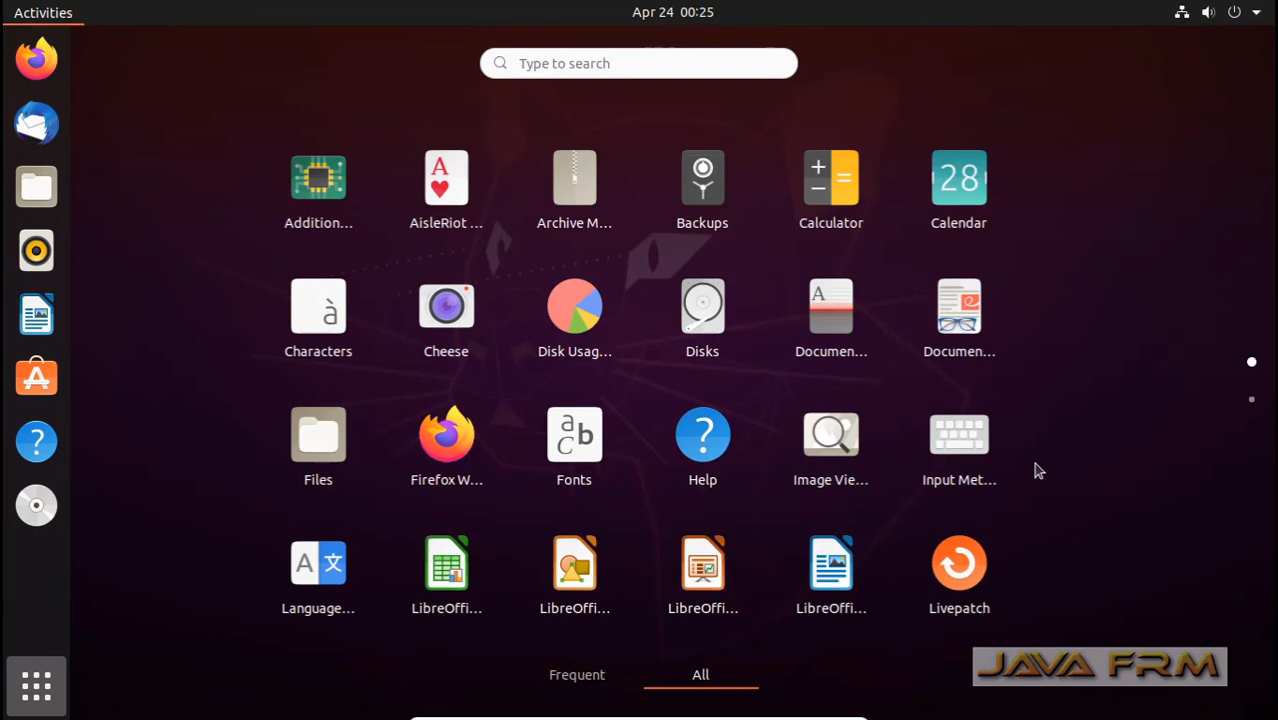 Activities
Apr 24 00:25
Type to search
Addition...
AisleRiot ...
Archive M...
Backups
Calculator
28
Calendar
à
Characters
Cheese
Disk Usag...
Disks
A
Documen...
Documen...
Files
Firefox W...
a b c
Fonts
?
Help
Image Vie...
Input Met...
A 文
Language...
LibreOffi...
LibreOffi...
LibreOffi...
LibreOffi...
Livepatch
Frequent
All
JAVA FRM